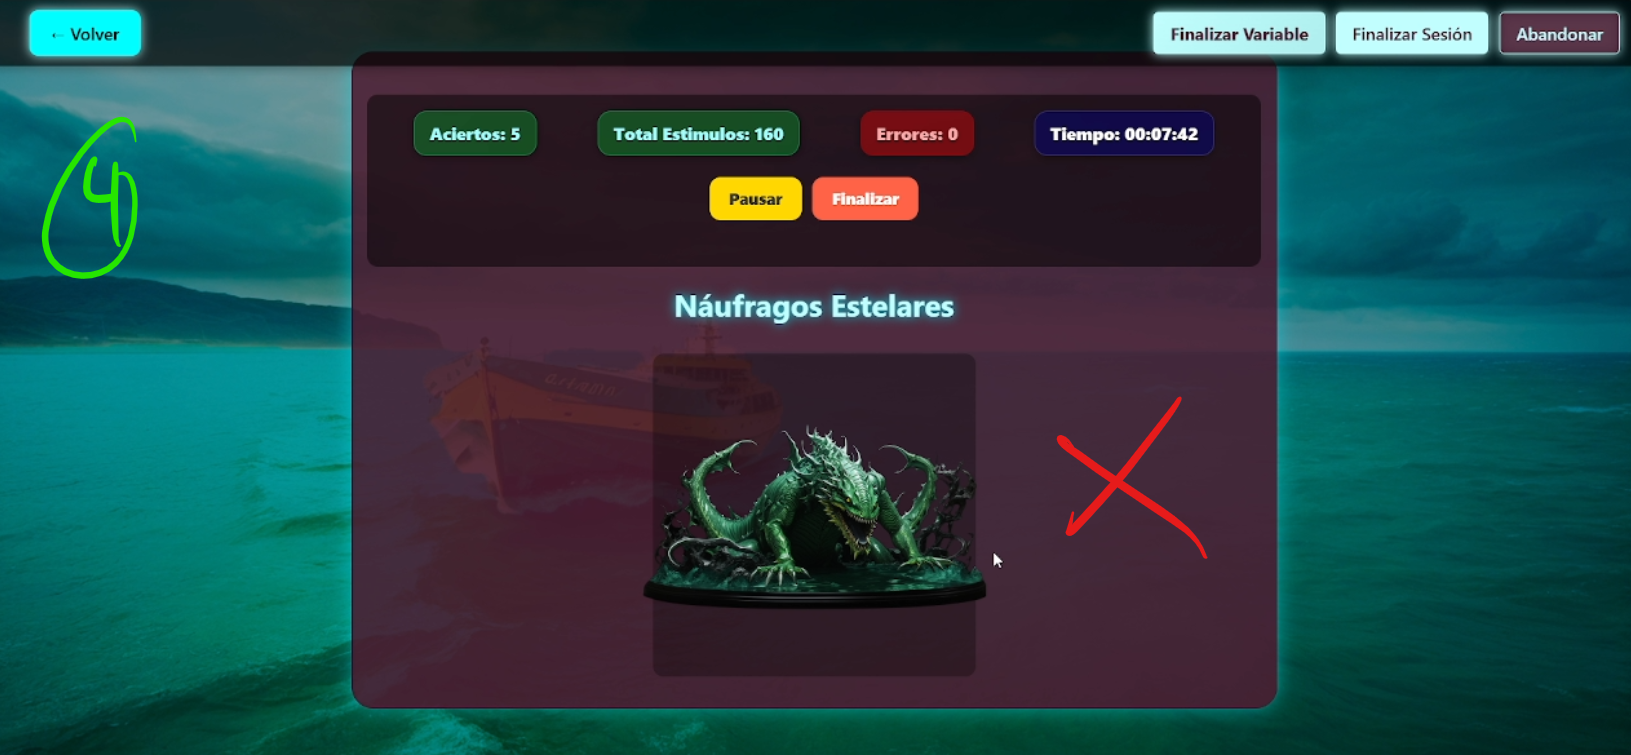 ← Volver
Finalizar Variable
Finalizar Sesión
Abandonar
Aciertos: 5
Total Estimulos: 160
Errores: 0
Tiempo: 00:07:42
Pausar
Finalizar
4
Náufragos Estelares